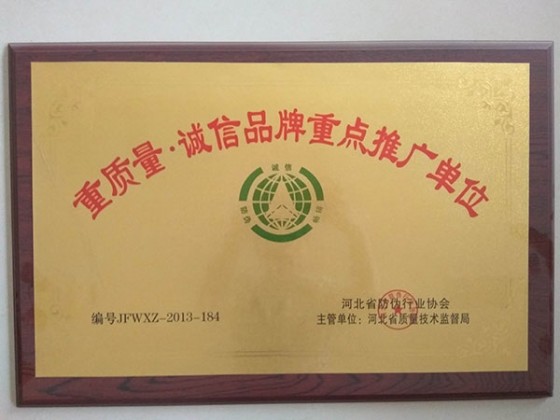 重质量·诚信品牌重点推广单位
诚信
编号JFWXZ-2013-184
河北省防伪行业协会
主管单位：河北省质量技术监督局